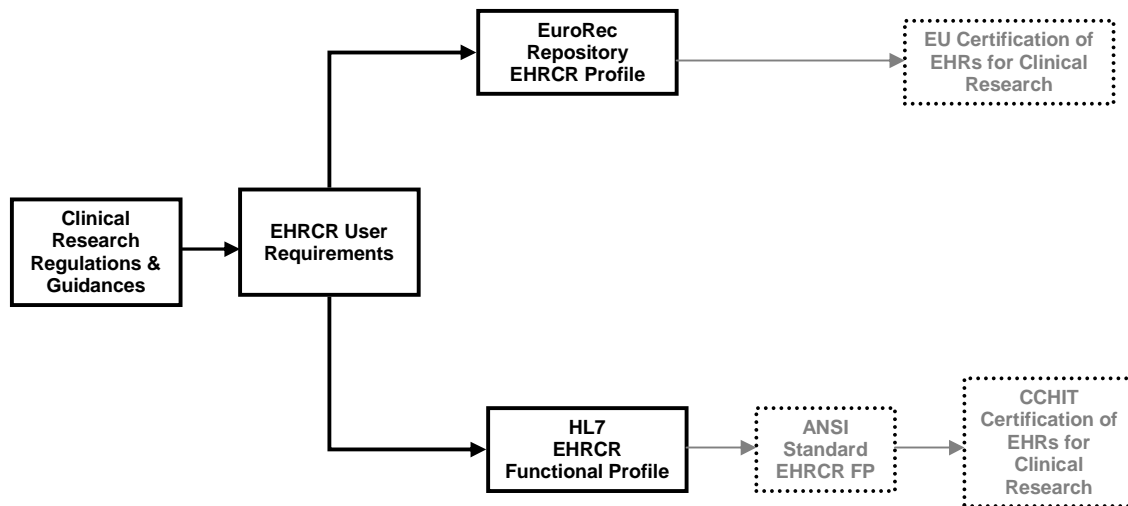 EuroRec
Repository
EHRCR Profile
EU Certification of
EHRs for Clinical
Research
Clinical
Research
Regulations &
Guidances
EHRCR User
Requirements
HL7
EHRCR
Functional Profile
ANSI
Standard
EHRCR FP
CCHIT
Certification of
EHRs for
Clinical
Research